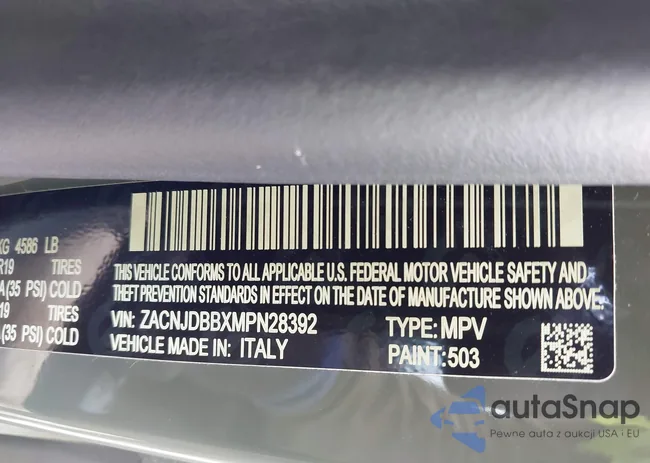 KG 4586 LB
R19 TIRES
A(35 PSI) COLD
R19 TIRES
A(35 PSI) COLD
THIS VEHICLE CONFORMS TO ALL APPLICABLE U.S. FEDERAL MOTOR VEHICLE SAFETY AND
THEFT PREVENTION STANDARDS IN EFFECT ON THE DATE OF MANUFACTURE SHOWN ABOVE.
VIN: ZACNJDBBXMPN28392 TYPE: MPV
VEHICLE MADE IN: ITALY PAINT: 503
autaSnap
Pewne auta z aukcji USA i EU